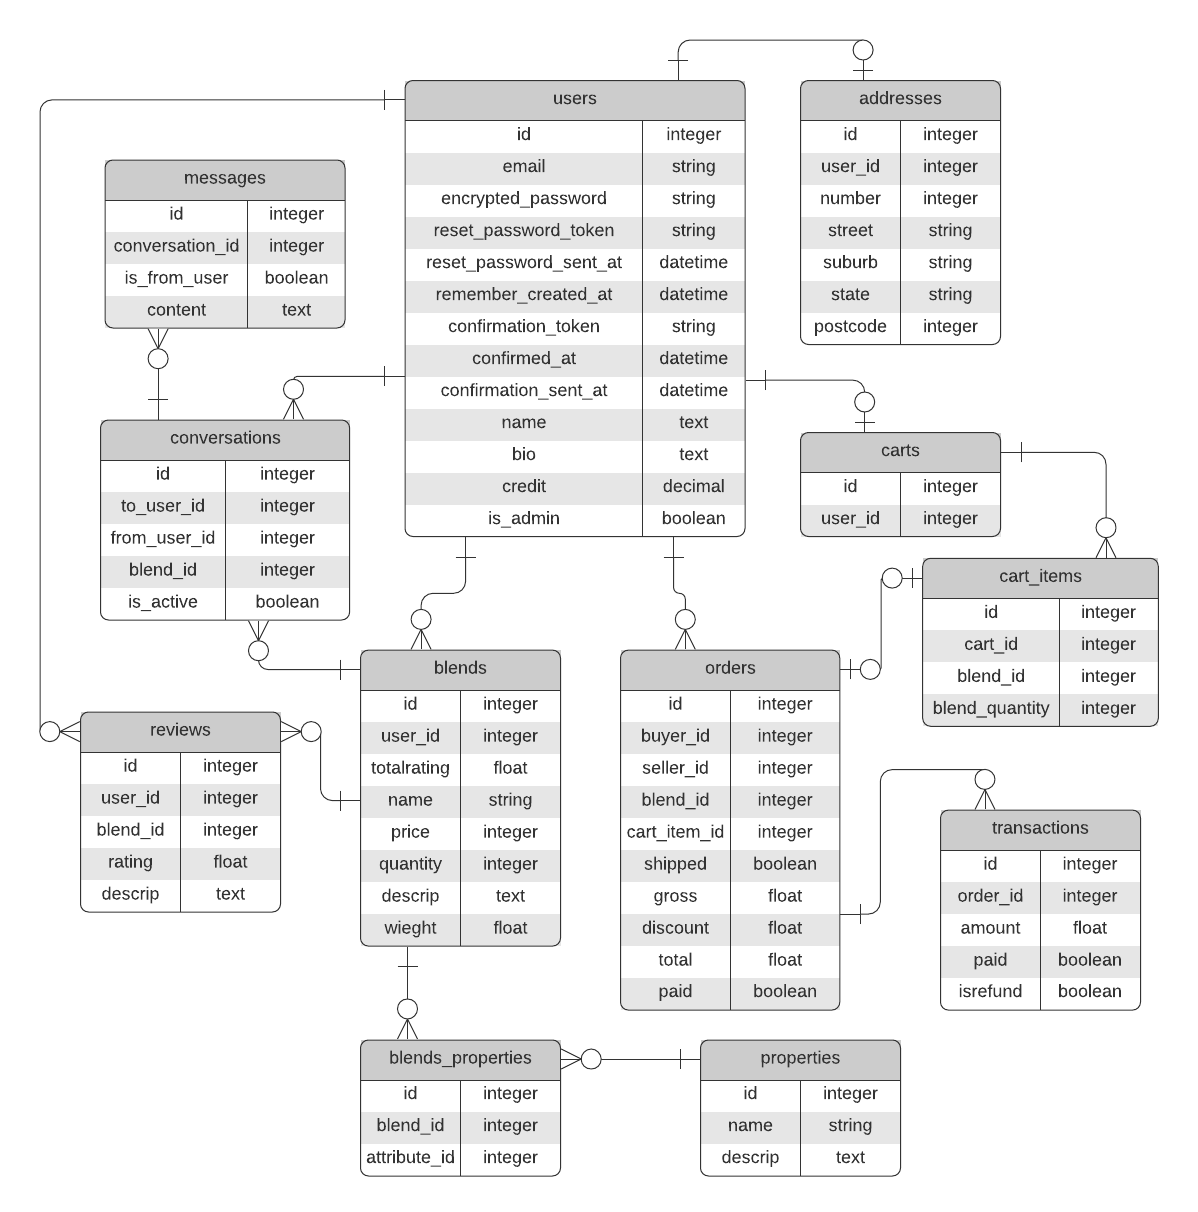 users
id integer
email string
encrypted_password string
reset_password_token string
reset_password_sent_at datetime
remember_created_at datetime
confirmation_token string
confirmed_at datetime
confirmation_sent_at datetime
name text
bio text
credit decimal
is_admin boolean
addresses
id integer
user_id integer
number integer
street string
suburb string
state string
postcode integer
messages
id integer
conversation_id integer
is_from_user boolean
content text
conversations
id integer
to_user_id integer
from_user_id integer
blend_id integer
is_active boolean
carts
id integer
user_id integer
cart_items
id integer
cart_id integer
blend_id integer
blend_quantity integer
blends
id integer
user_id integer
totalrating float
name string
price integer
quantity integer
descrip text
wieght float
orders
id integer
buyer_id integer
seller_id integer
blend_id integer
cart_item_id integer
shipped boolean
gross float
discount float
total float
paid boolean
reviews
id integer
user_id integer
blend_id integer
rating float
descrip text
transactions
id integer
order_id integer
amount float
paid boolean
isrefund boolean
blends_properties
id integer
blend_id integer
attribute_id integer
properties
id integer
name string
descrip text